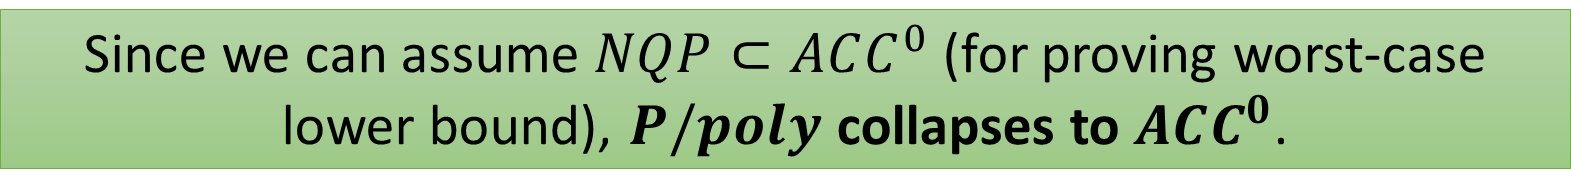 Since we can assume NQP ⊂ ACC⁰ (for proving worst-case
lower bound), P/poly collapses to ACC⁰.